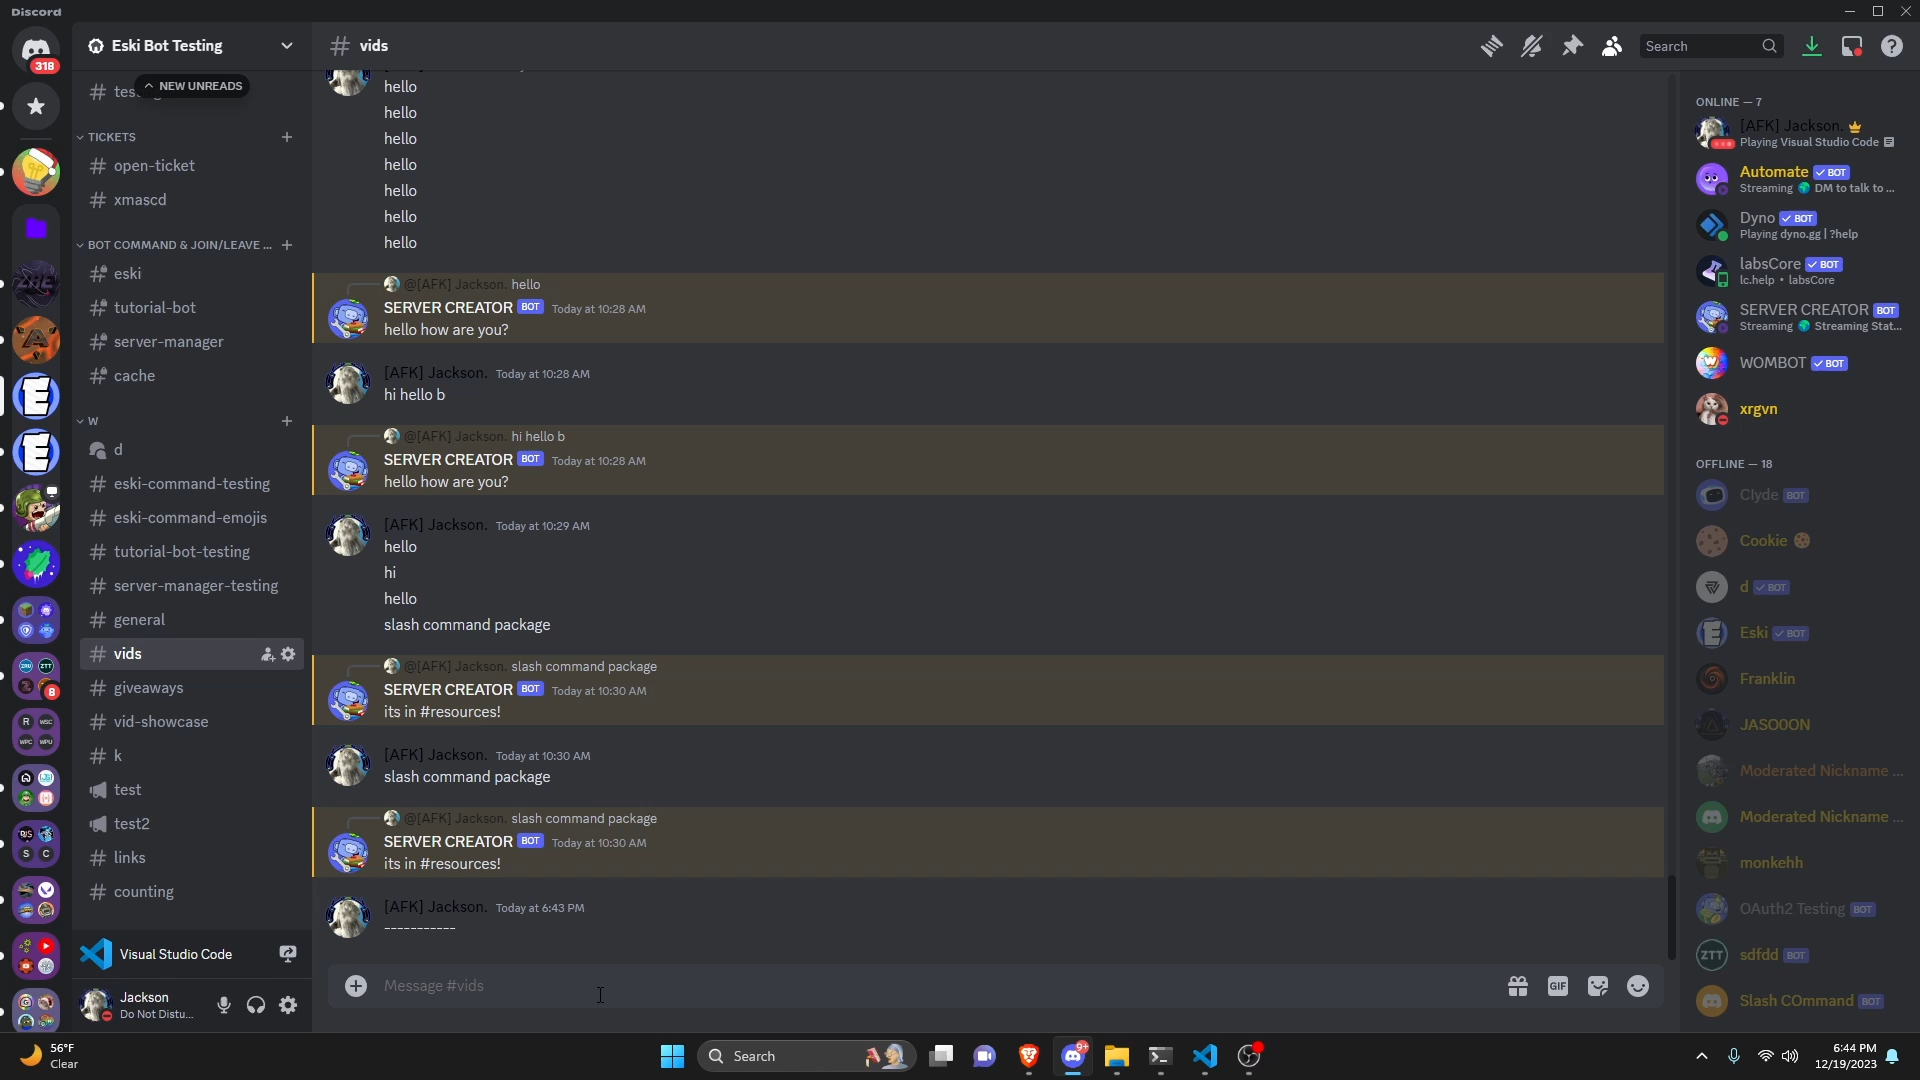 Discord
318
Eski Bot Testing
NEW UNREADS
TICKETS
open-ticket
xmascd
BOT COMMAND & JOIN/LEAVE ...
eski
tutorial-bot
server-manager
cache
W
d
eski-command-testing
eski-command-emojis
tutorial-bot-testing
server-manager-testing
general
vids
giveaways
vid-showcase
k
test
test2
links
counting
Visual Studio Code
Jackson
Do Not Distu...
8
vids
Search
hello
hello
hello
hello
hello
hello
hello
@[AFK] Jackson. hello
SERVER CREATOR BOT Today at 10:28 AM
hello how are you?
[AFK] Jackson. Today at 10:28 AM
hi hello b
@[AFK] Jackson. hi hello b
SERVER CREATOR BOT Today at 10:28 AM
hello how are you?
[AFK] Jackson. Today at 10:29 AM
hello
hi
hello
slash command package
@[AFK] Jackson. slash command package
SERVER CREATOR BOT Today at 10:30 AM
its in #resources!
[AFK] Jackson. Today at 10:30 AM
slash command package
@[AFK] Jackson. slash command package
SERVER CREATOR BOT Today at 10:30 AM
its in #resources!
[AFK] Jackson. Today at 6:43 PM
-----------
Message #vids
GIF
ONLINE — 7
[AFK] Jackson.
Playing Visual Studio Code
Automate BOT
Streaming DM to talk to ...
Dyno BOT
Playing dyno.gg | ?help
labsCore BOT
lc.help • labsCore
SERVER CREATOR BOT
Streaming Streaming Stat...
WOMBOT BOT
xrgvn
OFFLINE — 18
Clyde BOT
Cookie
d BOT
Eski BOT
Franklin
JASO0ON
Moderated Nickname ...
Moderated Nickname ...
monkehh
OAuth2 Testing BOT
ZTT sdfdd BOT
Slash COmmand BOT
56°F
Clear
Search
9+
6:44 PM
12/19/2023